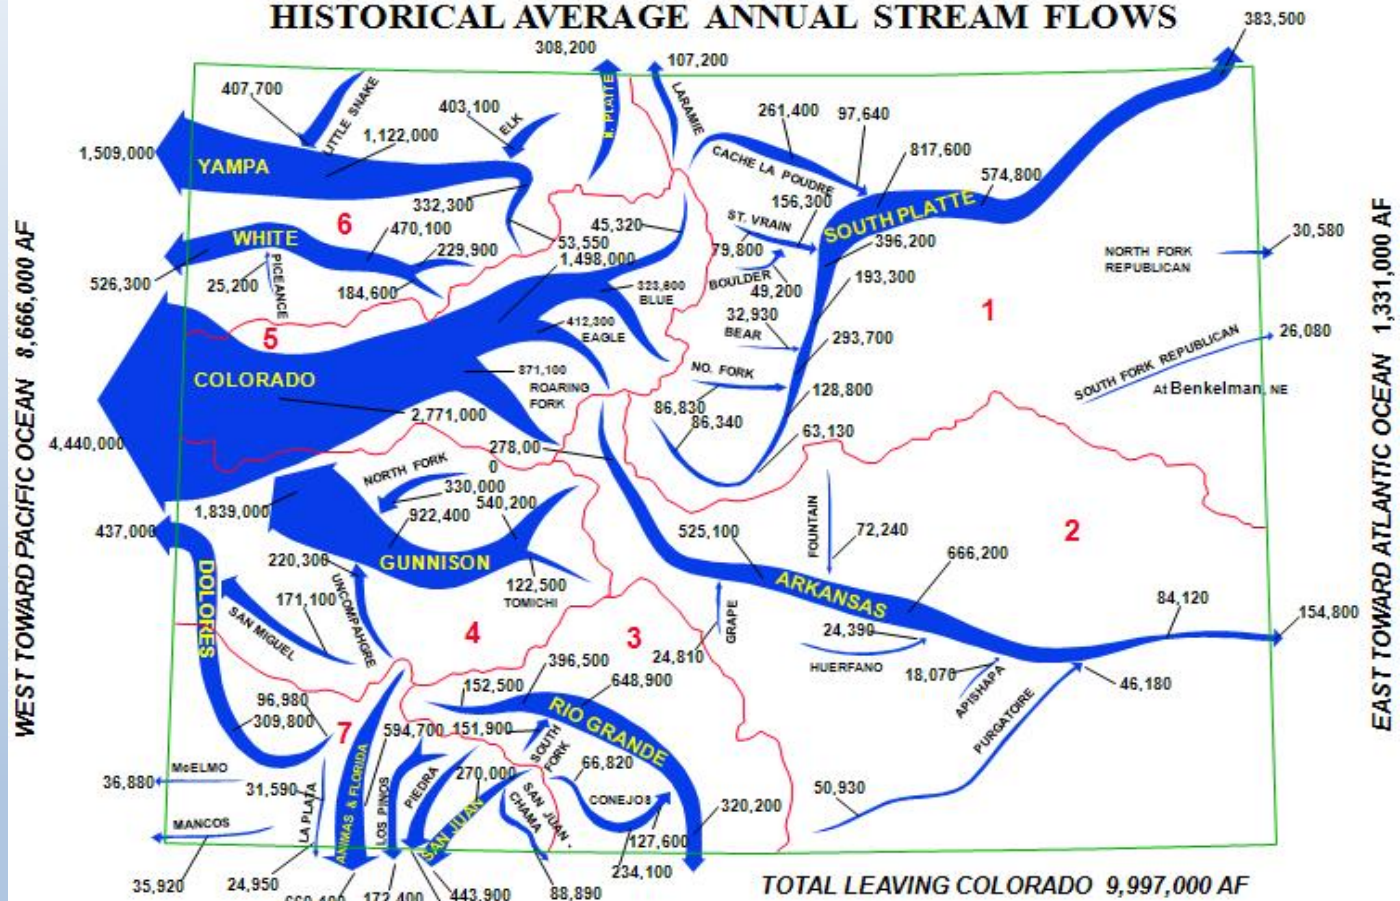 HISTORICAL AVERAGE ANNUAL STREAM FLOWS
383,500
308,200
107,200
407,700
LITTLE SNAKE
403,100
ELK
N. PLATTE
LARAMIE
261,400
97,640
1,122,000
817,600
1,509,000
YAMPA
CACHE LA POUDRE
574,800
332,300
156,300
SOUTH PLATTE
6
45,320
ST. VRAIN
470,100
WHITE
229,900
53,550
79,800
396,200
30,580
NORTH FORK
REPUBLICAN
1,498,000
526,300
25,200
PICEANCE
184,600
323,600
BLUE
BOULDER
49,200
193,300
32,930
BEAR
1
412,300
EAGLE
5
293,700
26,080
SOUTH FORK REPUBLICAN
COLORADO
871,100
ROARING
FORK
NO. FORK
128,800
At Benkelman, NE
2,771,000
86,830
86,340
63,130
4,440,000
278,00
0
NORTH FORK
330,000
1,839,000
540,200
922,400
437,000
525,100
FOUNTAIN
72,240
2
220,300
GUNNISON
666,200
DOLORES
UNCOMPAHGRE
122,500
TOMICHI
ARKANSAS
171,100
SAN MIGUEL
84,120
154,800
4
3
GRAPE
24,390
24,810
HUERFANO
18,070
APISHAPA
46,180
396,500
648,900
152,500
PURGATOIRE
96,980
309,800
7
594,700
151,900
RIO GRANDE
SOUTH
FORK
McELMO
36,880
31,590
LA PLATA
ANIMAS & FLORIDA
LOS PINOS
PIEDRA
270,000
SAN JUAN
SAN JUAN -
CHAMA
66,820
CONEJOS
50,930
320,200
MANCOS
127,600
234,100
35,920
24,950
172,400
443,900
88,890
TOTAL LEAVING COLORADO 9,997,000 AF
WEST TOWARD PACIFIC OCEAN 8,666,000 AF
EAST TOWARD ATLANTIC OCEAN 1,331,000 AF